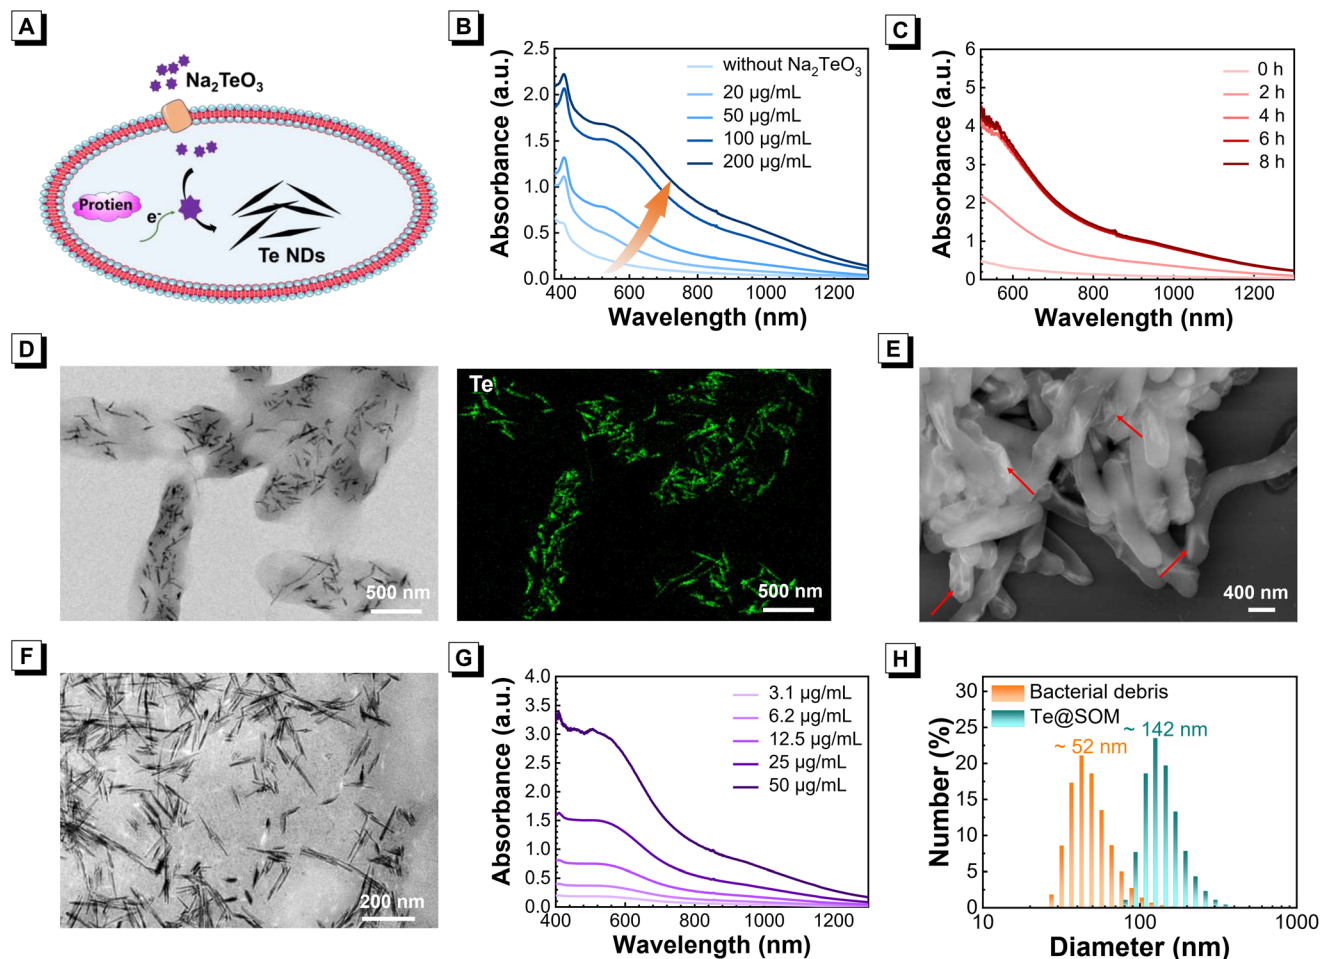 A
Na₂TeO₃
Protien
e⁻
Te NDs
B
Absorbance (a.u.)
2.5
2.0
1.5
1.0
0.5
0.0
without Na₂TeO₃
20 µg/mL
50 µg/mL
100 µg/mL
200 µg/mL
400 600 800 1000 1200
Wavelength (nm)
C
Absorbance (a.u.)
6
5
4
3
2
1
0
0 h
2 h
4 h
6 h
8 h
600 800 1000 1200
Wavelength (nm)
D
500 nm
Te
500 nm
E
400 nm
F
200 nm
G
Absorbance (a.u.)
4.0
3.5
3.0
2.5
2.0
1.5
1.0
0.5
0.0
3.1 µg/mL
6.2 µg/mL
12.5 µg/mL
25 µg/mL
50 µg/mL
400 600 800 1000 1200
Wavelength (nm)
H
Number (%)
30
25
20
15
10
5
0
Bacterial debris
Te@SOM
~ 52 nm
~ 142 nm
10 100 1000
Diameter (nm)